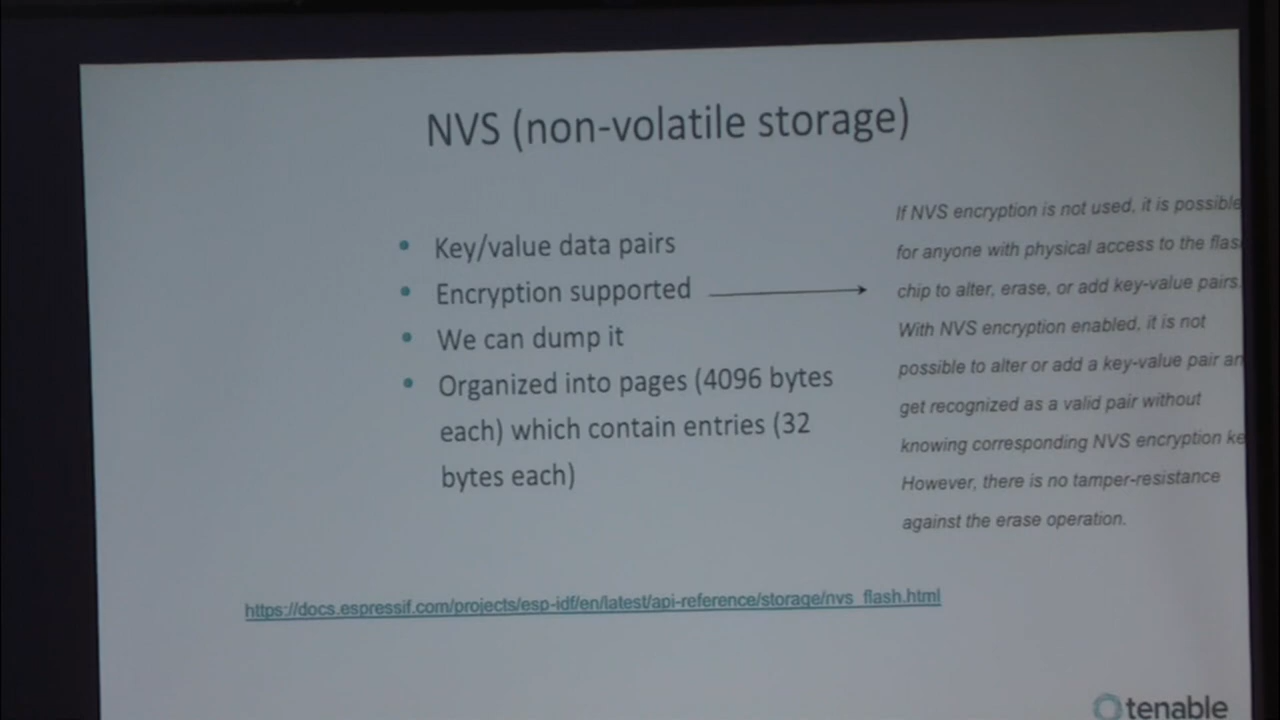 NVS (non-volatile storage)
• Key/value data pairs
• Encryption supported
• We can dump it
• Organized into pages (4096 bytes
each) which contain entries (32
bytes each)
If NVS encryption is not used, it is possible
for anyone with physical access to the flas
chip to alter, erase, or add key-value pairs.
With NVS encryption enabled, it is not
possible to alter or add a key-value pair an
get recognized as a valid pair without
knowing corresponding NVS encryption ke
However, there is no tamper-resistance
against the erase operation.
https://docs.espressif.com/projects/esp-idf/en/latest/api-reference/storage/nvs_flash.html
tenable